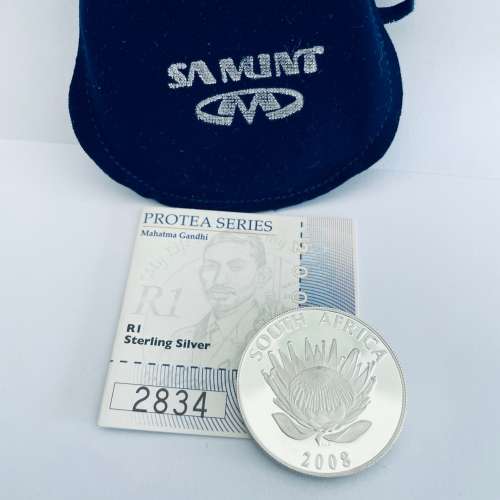 SA MINT
PROTEA SERIES
Mahatma Gandhi
R1
R1
Sterling Silver
2834
SOUTH AFRICA
2008